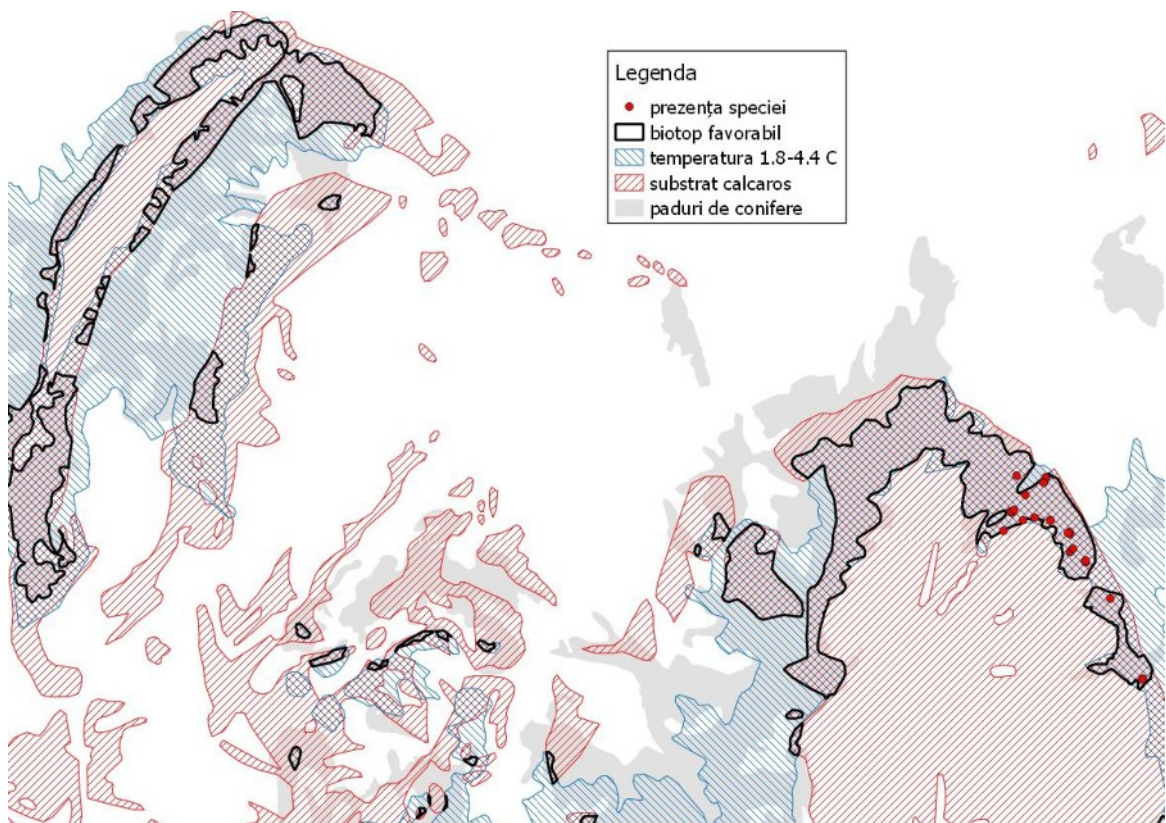 Legenda
prezența speciei
biotop favorabil
temperatura 1.8-4.4 C
substrat calcaros
paduri de conifere